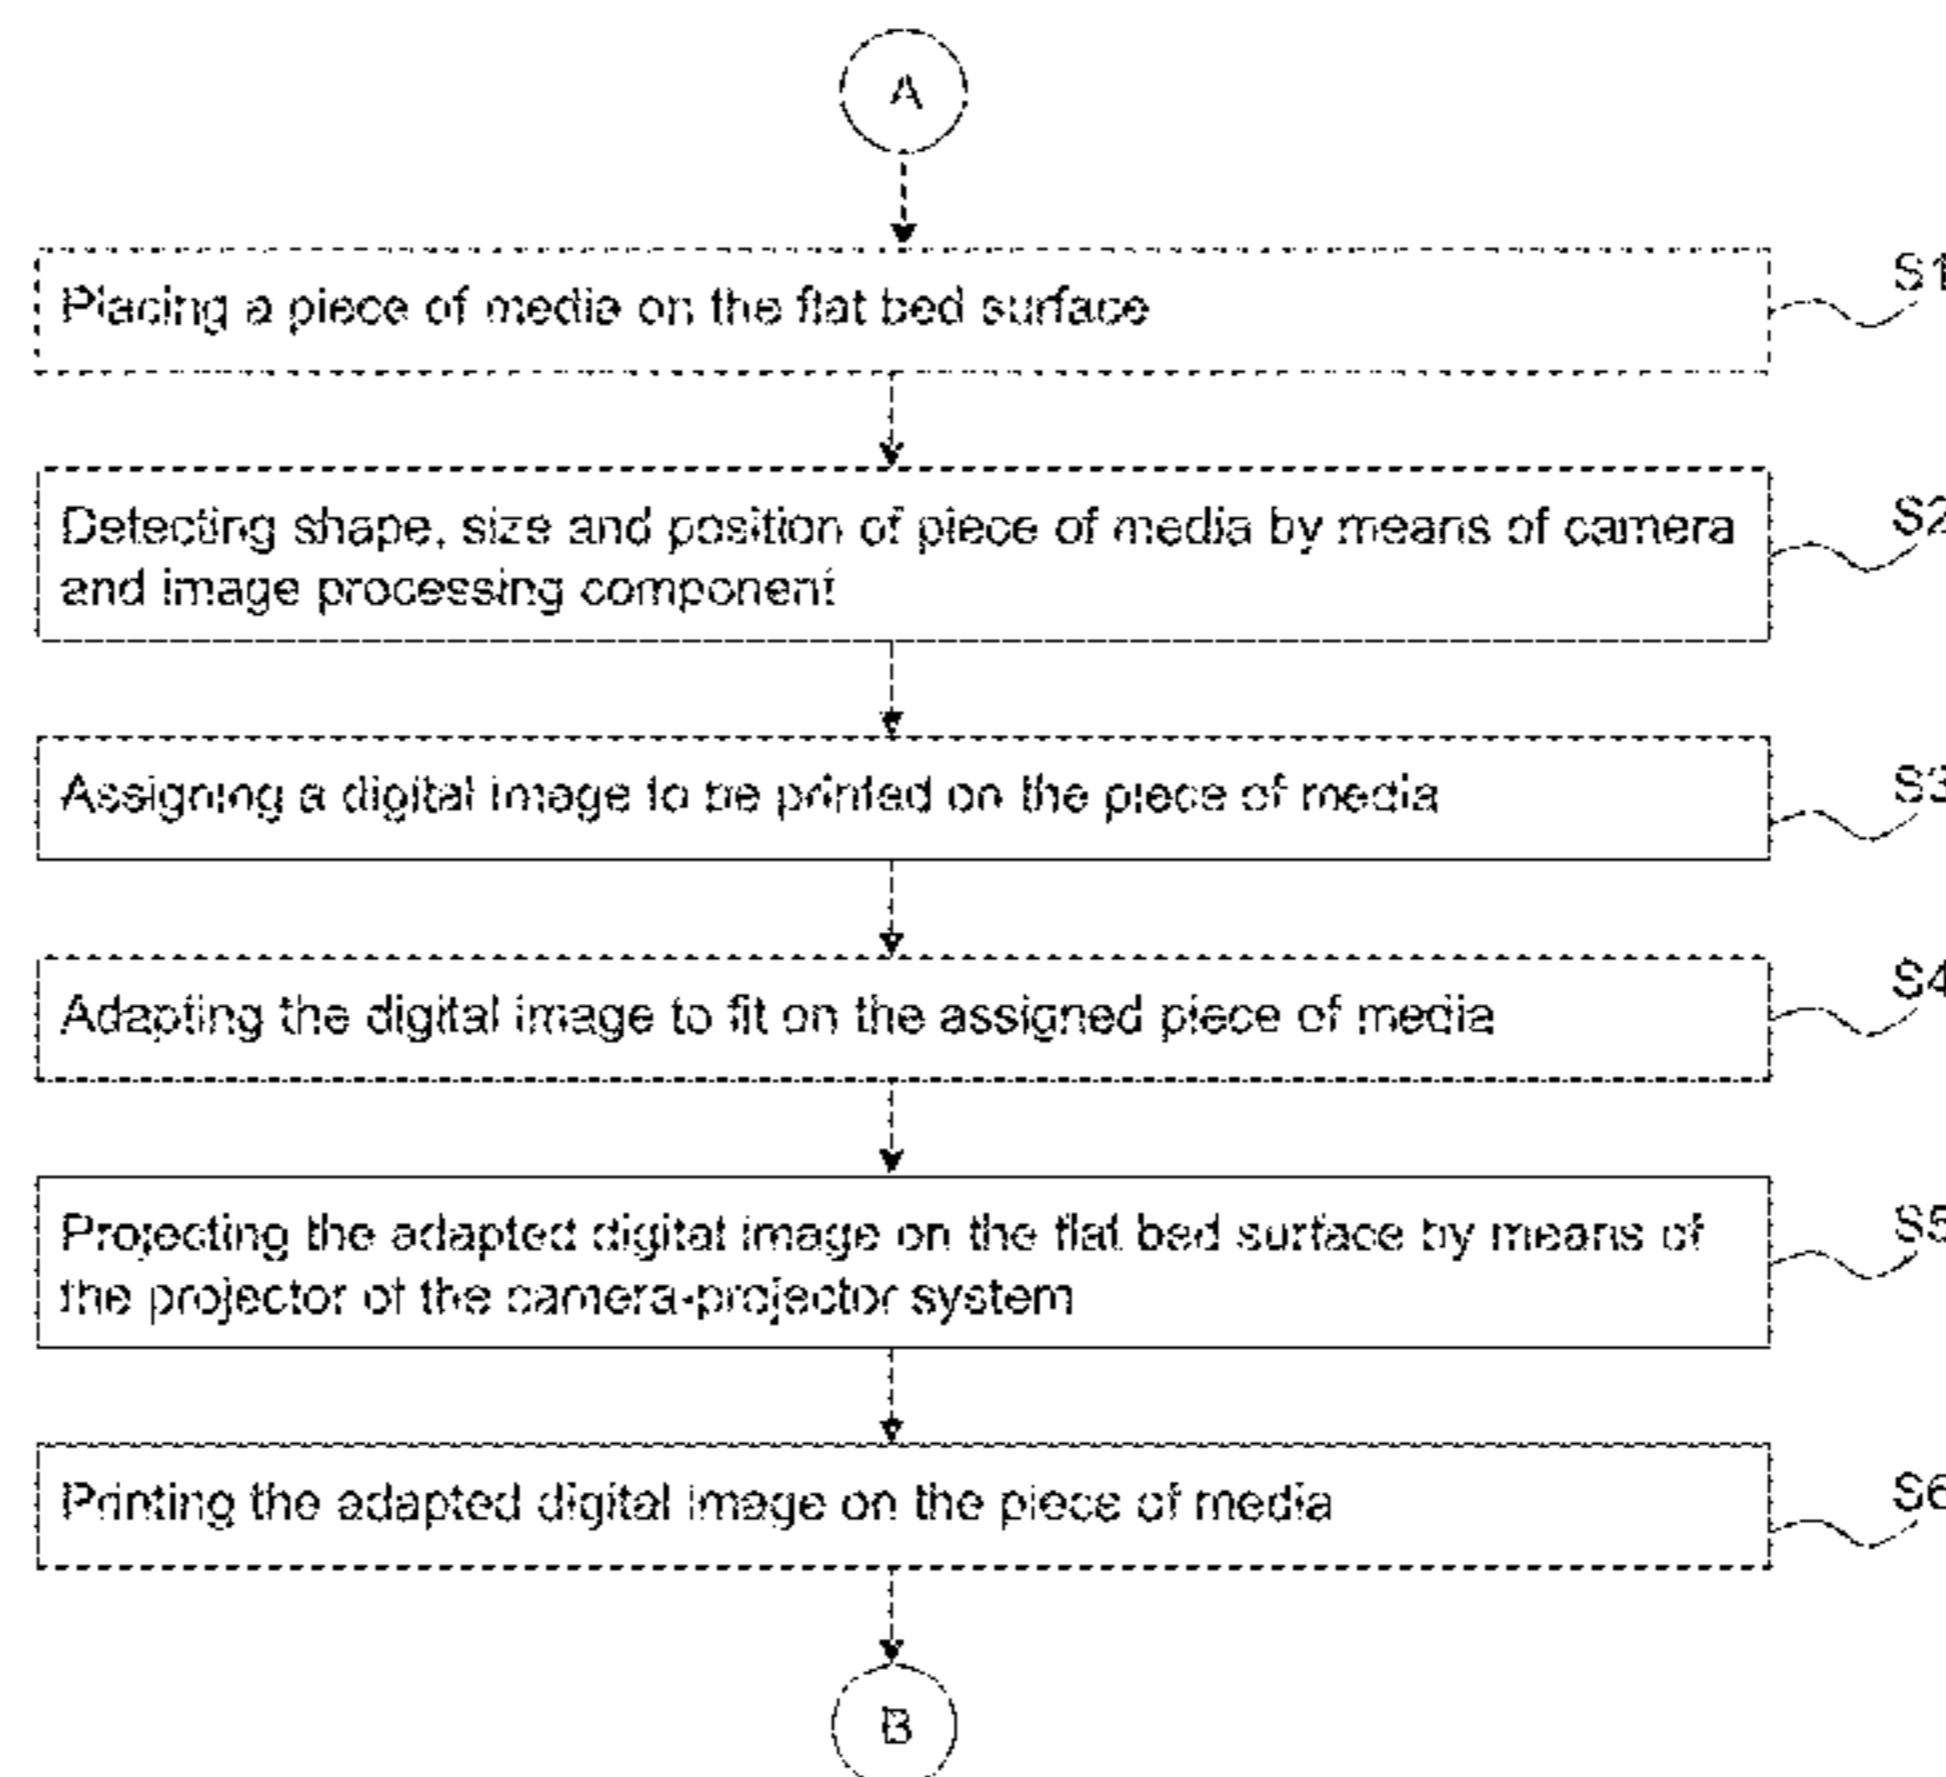 A
Placing a piece of media on the flat bed surface
S1
Detecting shape, size and position of piece of media by means of camera
and image processing component
S2
Assigning a digital image to be printed on the piece of media
S3
Adapting the digital image to fit on the assigned piece of media
S4
Projecting the adapted digital image on the flat bed surface by means of
the projector of the camera-projector system
S5
Printing the adapted digital image on the piece of media
S6
B